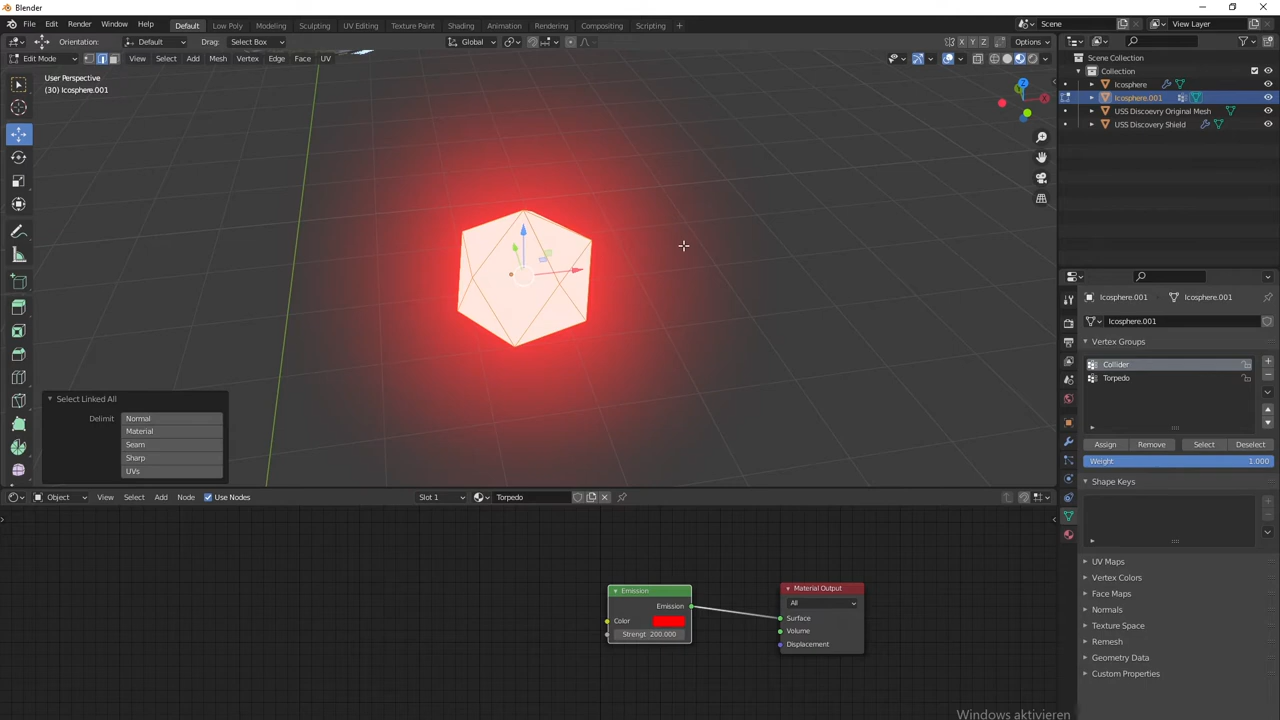 Blender
File Edit Render Window Help Default Low Poly Modeling Sculpting UV Editing Texture Paint Shading Animation Rendering Compositing Scripting + Scene View Layer
Orientation: Default Drag: Select Box Global X Y Z Options
Edit Mode View Select Add Mesh Vertex Edge Face UV
User Perspective
(30) Icosphere.001
Z
X
Scene Collection
Collection
Icosphere
Icosphere.001
USS Discoevry Original Mesh
USS Discovery Shield
Icosphere.001 Icosphere.001
Icosphere.001
Vertex Groups
Collider
Torpedo
Assign Remove Select Deselect
Weight 1.000
Shape Keys
UV Maps
Vertex Colors
Face Maps
Normals
Texture Space
Remesh
Geometry Data
Custom Properties
Select Linked All
Delimit Normal
Material
Seam
Sharp
UVs
Object View Select Add Node Use Nodes Slot 1 Torpedo
Emission
Emission
Color
Strengt 200.000
Material Output
All
Surface
Volume
Displacement
Windows aktivieren